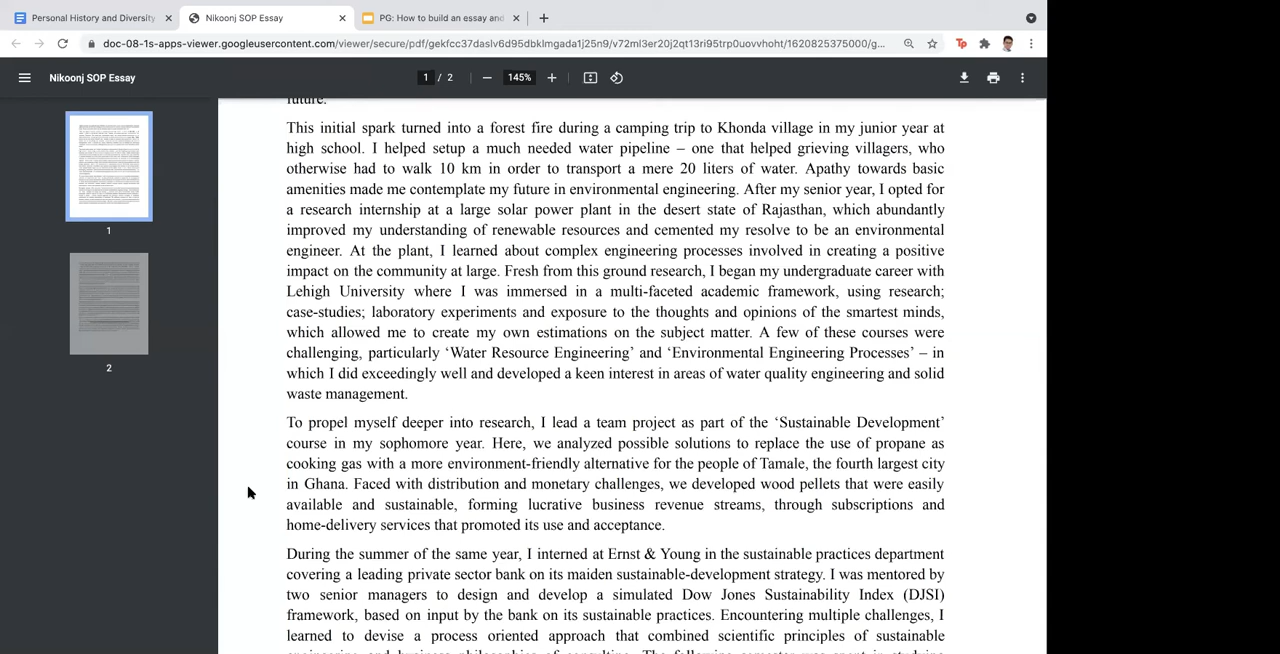 Personal History and Diversity
Nikoonj SOP Essay
PG: How to build an essay and
doc-08-1s-apps-viewer.googleusercontent.com/viewer/secure/pdf/gekfcc37daslv6d95dbklmgada1j25n9/v72ml3er20j2qt13ri95trp0uovvhoht/1620825375000/g...
Tp
Nikoonj SOP Essay
1 / 2
145%
1
2
future.
This initial spark turned into a forest fire during a camping trip to Khonda village in my junior year at
high school. I helped setup a much needed water pipeline – one that helped grieving villagers, who
otherwise had to walk 10 km in order to transport a mere 20 liters of water. Apathy towards basic
amenities made me contemplate my future in environmental engineering. After my senior year, I opted for
a research internship at a large solar power plant in the desert state of Rajasthan, which abundantly
improved my understanding of renewable resources and cemented my resolve to be an environmental
engineer. At the plant, I learned about complex engineering processes involved in creating a positive
impact on the community at large. Fresh from this ground research, I began my undergraduate career with
Lehigh University where I was immersed in a multi-faceted academic framework, using research;
case-studies; laboratory experiments and exposure to the thoughts and opinions of the smartest minds,
which allowed me to create my own estimations on the subject matter. A few of these courses were
challenging, particularly ‘Water Resource Engineering’ and ‘Environmental Engineering Processes’ – in
which I did exceedingly well and developed a keen interest in areas of water quality engineering and solid
waste management.
To propel myself deeper into research, I lead a team project as part of the ‘Sustainable Development’
course in my sophomore year. Here, we analyzed possible solutions to replace the use of propane as
cooking gas with a more environment-friendly alternative for the people of Tamale, the fourth largest city
in Ghana. Faced with distribution and monetary challenges, we developed wood pellets that were easily
available and sustainable, forming lucrative business revenue streams, through subscriptions and
home-delivery services that promoted its use and acceptance.
During the summer of the same year, I interned at Ernst & Young in the sustainable practices department
covering a leading private sector bank on its maiden sustainable-development strategy. I was mentored by
two senior managers to design and develop a simulated Dow Jones Sustainability Index (DJSI)
framework, based on input by the bank on its sustainable practices. Encountering multiple challenges, I
learned to devise a process oriented approach that combined scientific principles of sustainable
engineering and business philosophies of consulting. The following semester was spent in studying